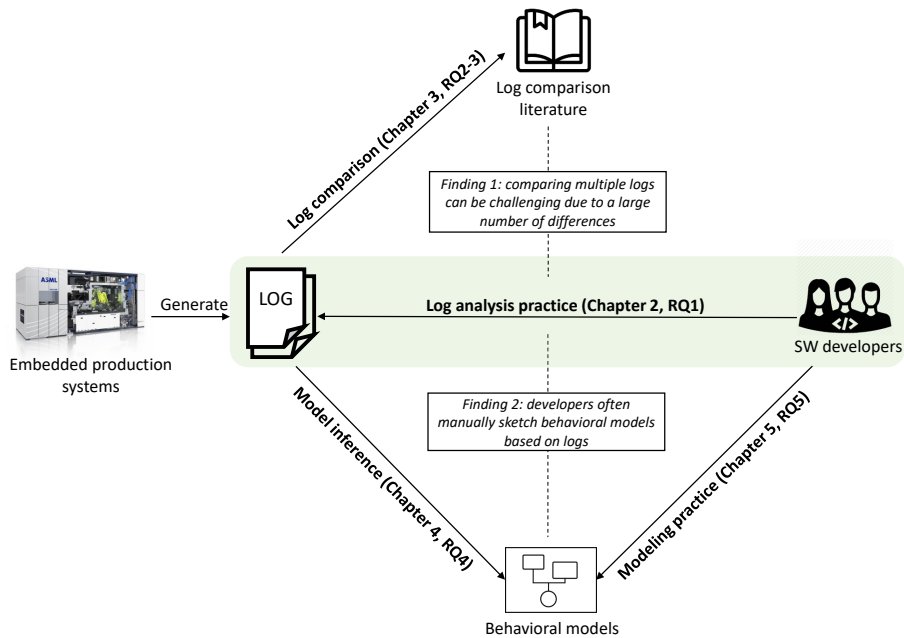 Log comparison
literature
Log comparison (Chapter 3, RQ2-3)
Finding 1: comparing multiple logs
can be challenging due to a large
number of differences
ASML
Generate
LOG
Log analysis practice (Chapter 2, RQ1)
</>
SW developers
Embedded production
systems
Finding 2: developers often
manually sketch behavioral models
based on logs
Model inference (Chapter 4, RQ4)
Modeling practice (Chapter 5, RQ5)
Behavioral models